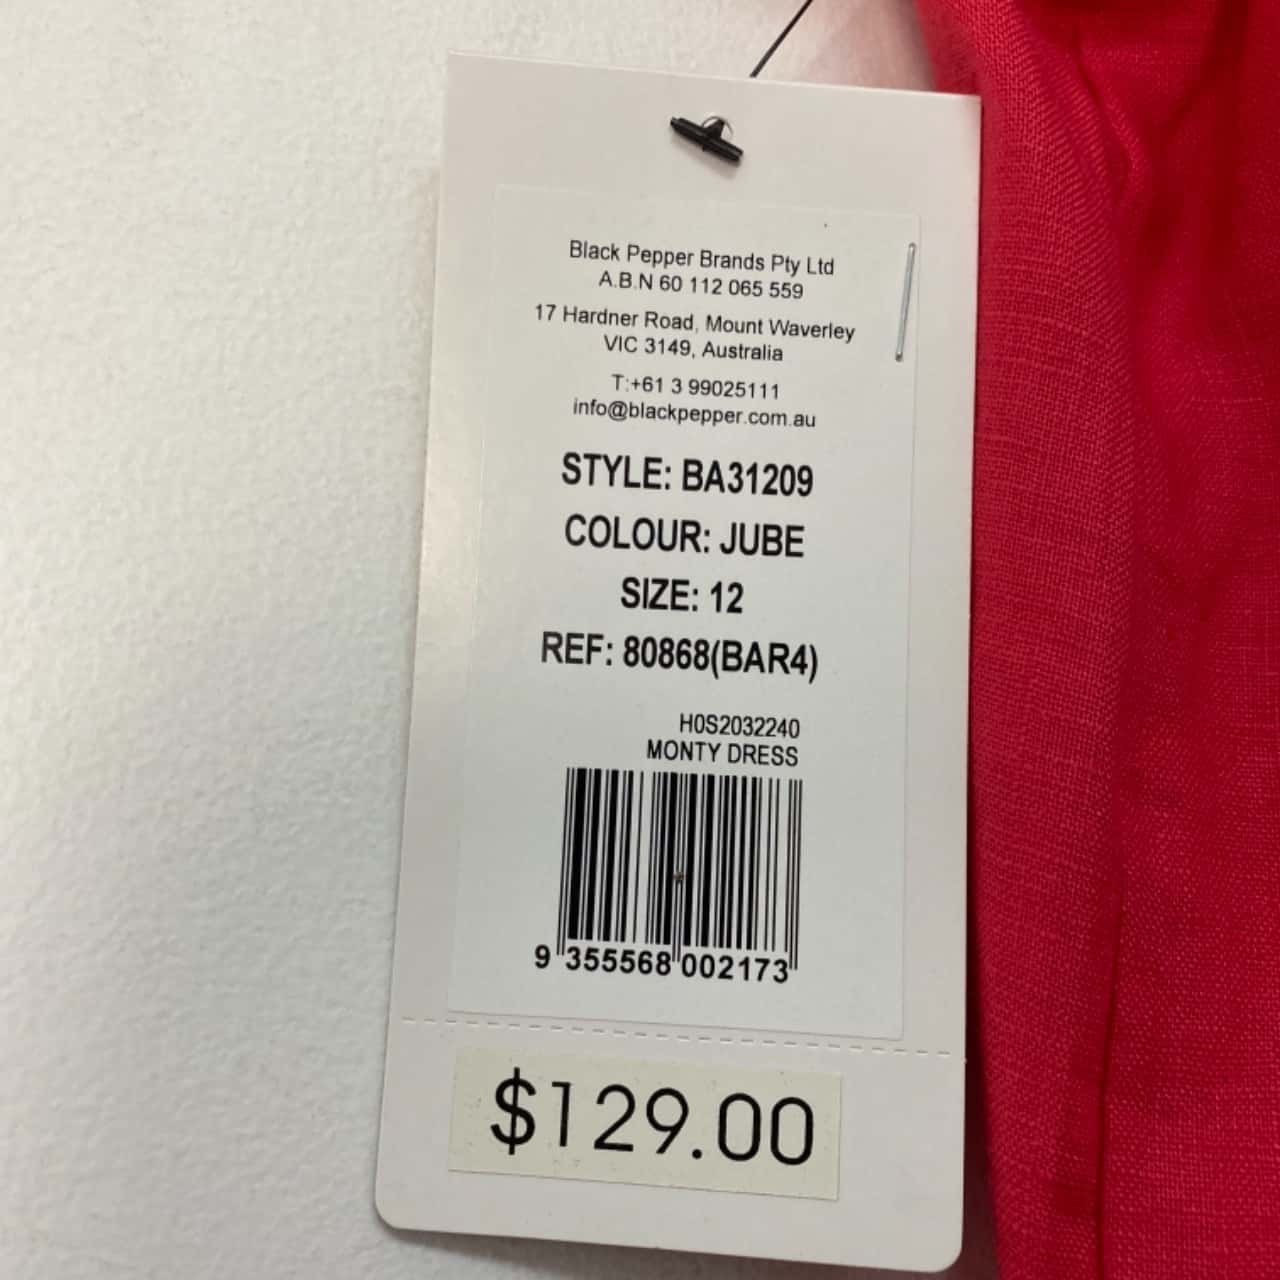 Black Pepper Brands Pty Ltd
A.B.N 60 112 065 559
17 Hardner Road, Mount Waverley
VIC 3149, Australia
T:+61 3 99025111
info@blackpepper.com.au
STYLE: BA31209
COLOUR: JUBE
SIZE: 12
REF: 80868(BAR4)
H0S2032240
MONTY DRESS
9 355568 002173
$129.00